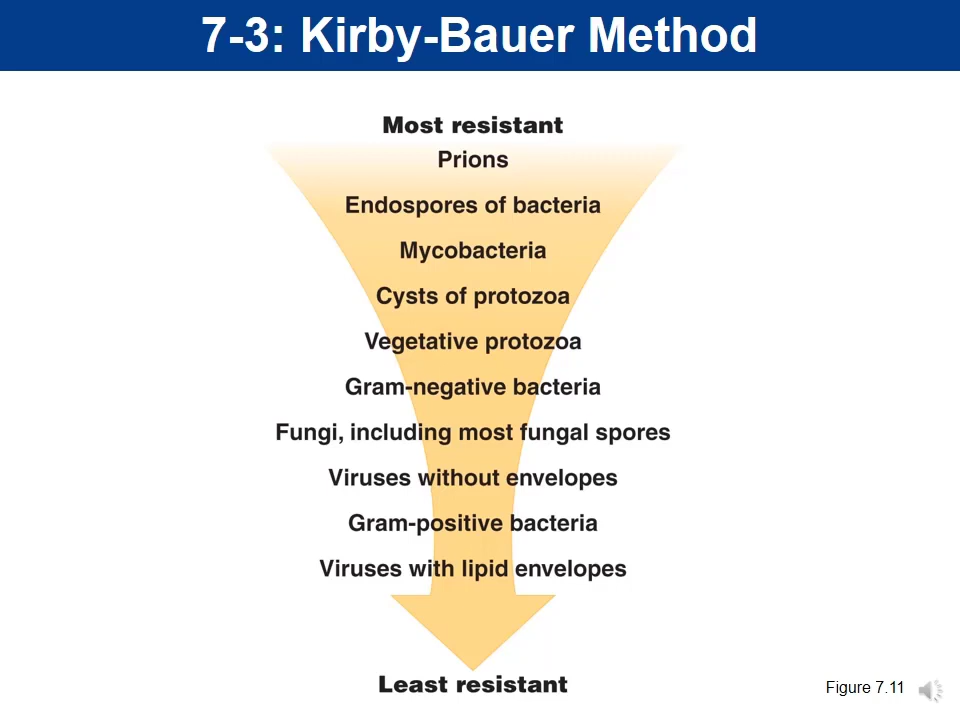 7-3: Kirby-Bauer Method
Most resistant
Prions
Endospores of bacteria
Mycobacteria
Cysts of protozoa
Vegetative protozoa
Gram-negative bacteria
Fungi, including most fungal spores
Viruses without envelopes
Gram-positive bacteria
Viruses with lipid envelopes
Least resistant
Figure 7.11